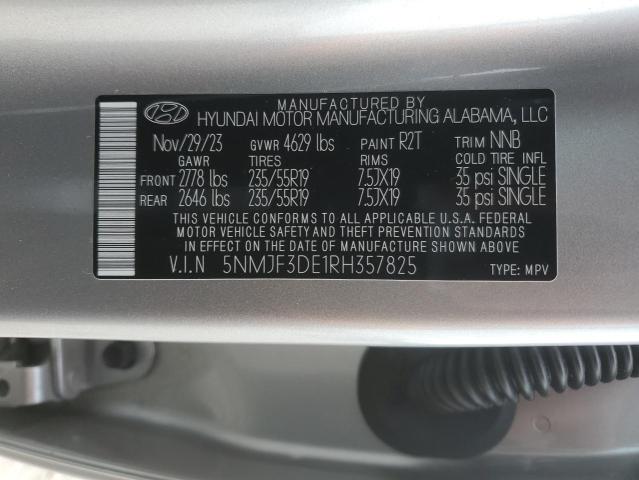 MANUFACTURED BY
HYUNDAI MOTOR MANUFACTURING ALABAMA, LLC
Nov/29/23 GVWR 4629 lbs PAINT R2T TRIM NNB
GAWR TIRES RIMS COLD TIRE INFL
FRONT 2778 lbs 235/55R19 7.5JX19 35 psi SINGLE
REAR 2646 lbs 235/55R19 7.5JX19 35 psi SINGLE
THIS VEHICLE CONFORMS TO ALL APPLICABLE U.S.A. FEDERAL
MOTOR VEHICLE SAFETY AND THEFT PREVENTION STANDARDS
IN EFFECT ON THE DATE OF MANUFACTURE SHOWN ABOVE.
V.I.N 5NMJF3DE1RH357825 TYPE: MPV